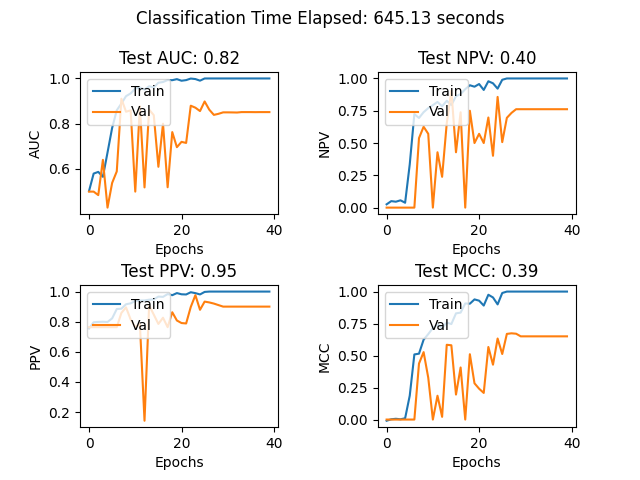 Classification Time Elapsed: 645.13 seconds
Test AUC: 0.82
1.0
0.8
0.6
AUC
Train
Val
0
20
40
Epochs
Test NPV: 0.40
1.00
0.75
0.50
0.25
0.00
NPV
Train
Val
0
20
40
Epochs
Test PPV: 0.95
1.0
0.8
0.6
0.4
0.2
PPV
Train
Val
0
20
40
Epochs
Test MCC: 0.39
1.00
0.75
0.50
0.25
0.00
MCC
Train
Val
0
20
40
Epochs